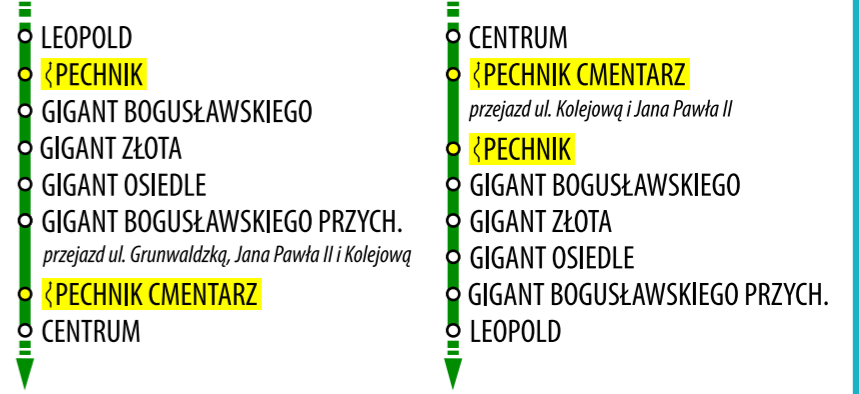 LEOPOLD
PECHNIK
GIGANT BOGUSŁAWSKIEGO
GIGANT ZŁOTA
GIGANT OSIEDLE
GIGANT BOGUSŁAWSKIEGO PRZYCH.
przejazd ul. Grunwaldzką, Jana Pawła II i Kolejową
PECHNIK CMENTARZ
CENTRUM
CENTRUM
PECHNIK CMENTARZ
przejazd ul. Kolejową i Jana Pawła II
PECHNIK
GIGANT BOGUSŁAWSKIEGO
GIGANT ZŁOTA
GIGANT OSIEDLE
GIGANT BOGUSŁAWSKIEGO PRZYCH.
LEOPOLD